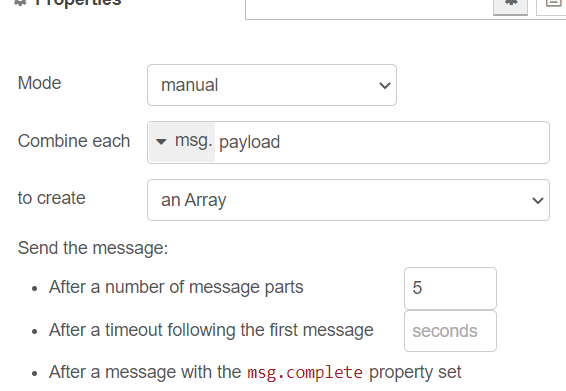 Properties
Mode manual
Combine each msg. payload
to create an Array
Send the message:
• After a number of message parts 5
• After a timeout following the first message seconds
• After a message with the msg.complete property set